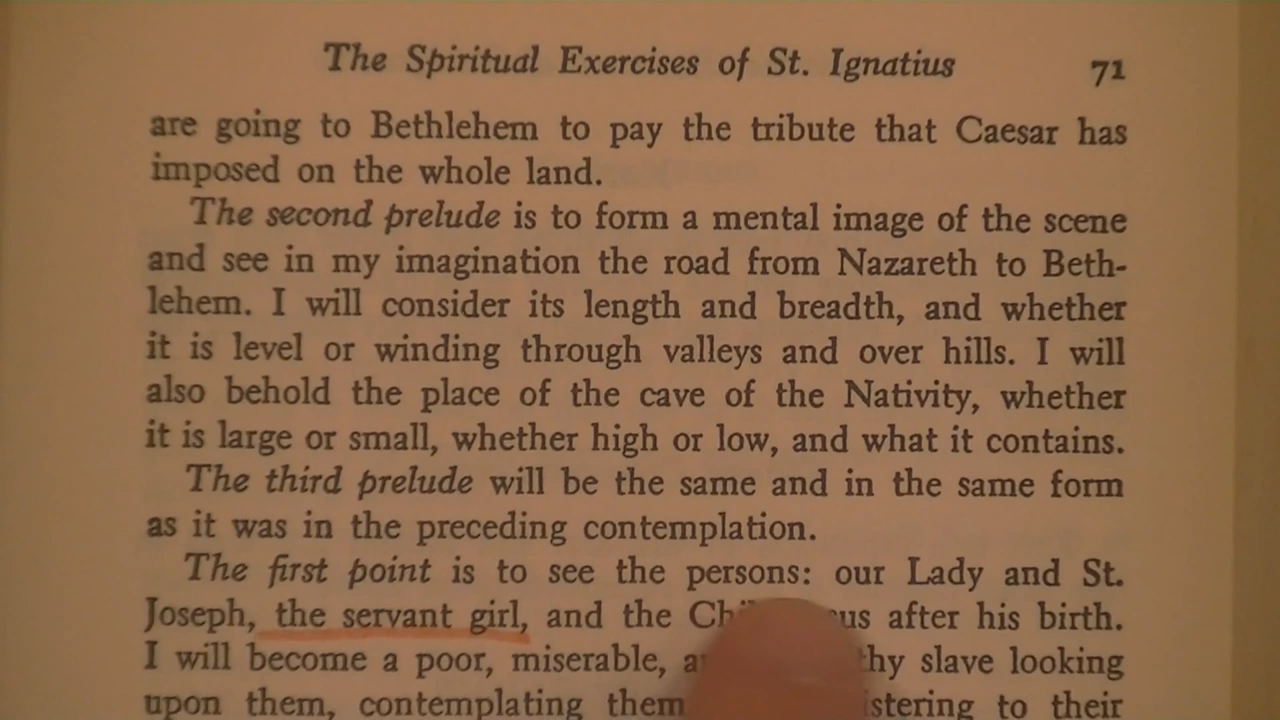 The Spiritual Exercises of St. Ignatius 71
are going to Bethlehem to pay the tribute that Caesar has
imposed on the whole land.
The second prelude is to form a mental image of the scene
and see in my imagination the road from Nazareth to Beth-
lehem. I will consider its length and breadth, and whether
it is level or winding through valleys and over hills. I will
also behold the place of the cave of the Nativity, whether
it is large or small, whether high or low, and what it contains.
The third prelude will be the same and in the same form
as it was in the preceding contemplation.
The first point is to see the persons: our Lady and St.
Joseph, the servant girl, and the after his birth.
I will become a poor, miserable, slave looking
upon them, contemplating them to their